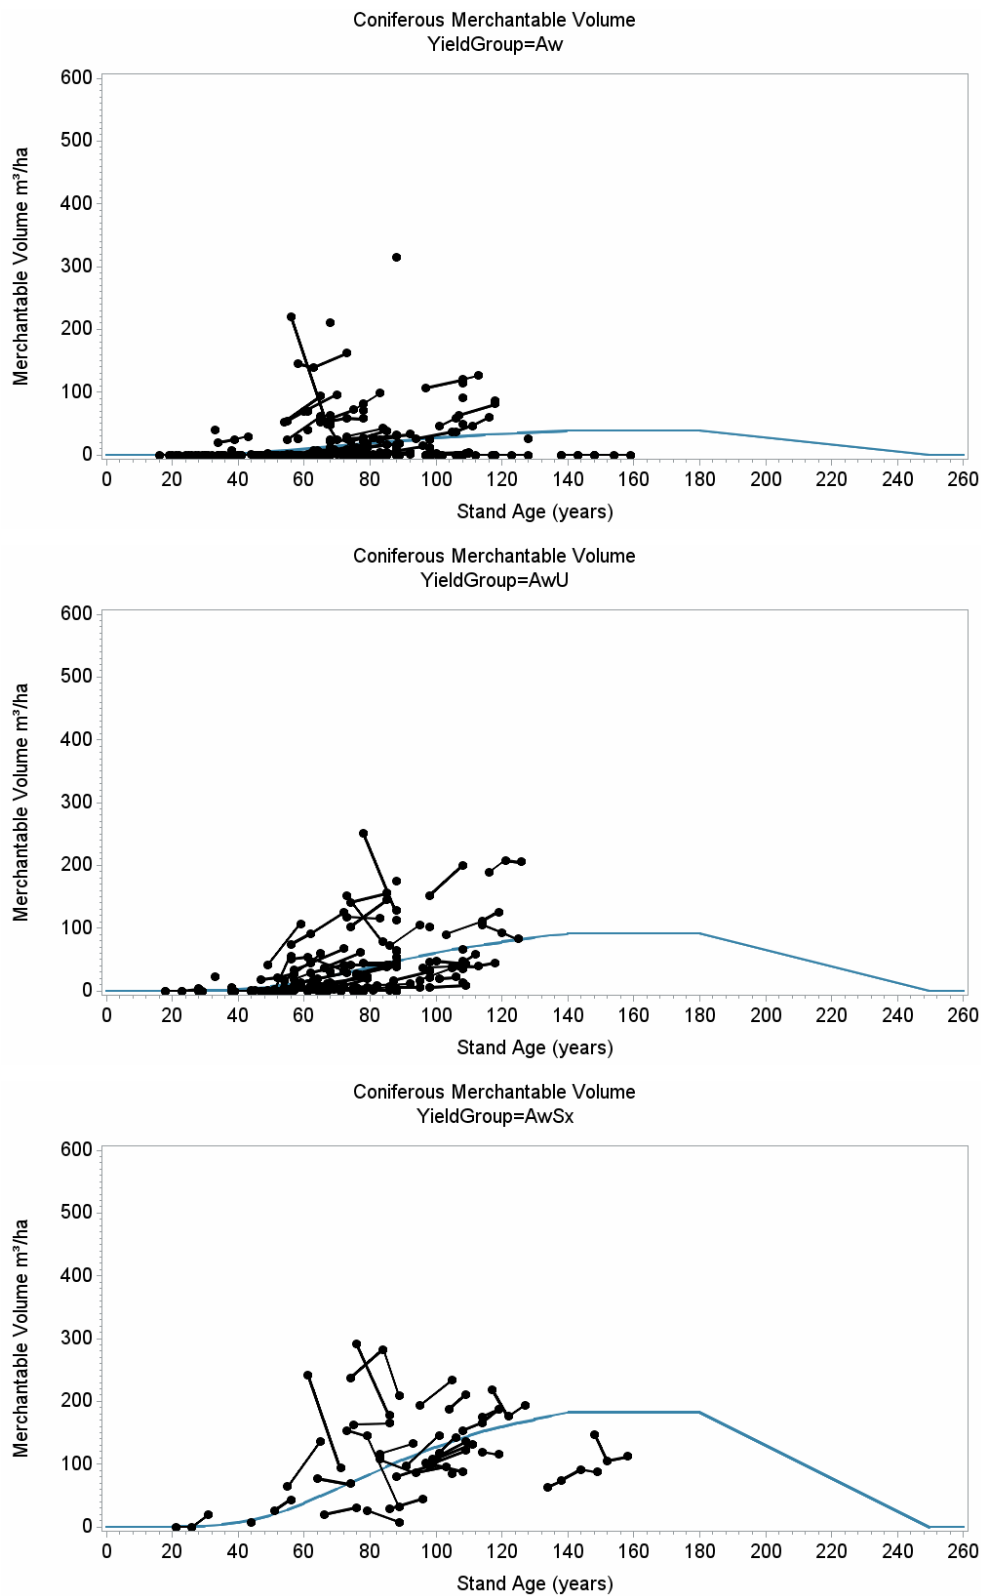 Coniferous Merchantable Volume
YieldGroup=Aw
600
500
400
300
200
100
0
Merchantable Volume m³/ha
0 20 40 60 80 100 120 140 160 180 200 220 240 260
Stand Age (years)
Coniferous Merchantable Volume
YieldGroup=AwU
600
500
400
300
200
100
0
Merchantable Volume m³/ha
0 20 40 60 80 100 120 140 160 180 200 220 240 260
Stand Age (years)
Coniferous Merchantable Volume
YieldGroup=AwSx
600
500
400
300
200
100
0
Merchantable Volume m³/ha
0 20 40 60 80 100 120 140 160 180 200 220 240 260
Stand Age (years)